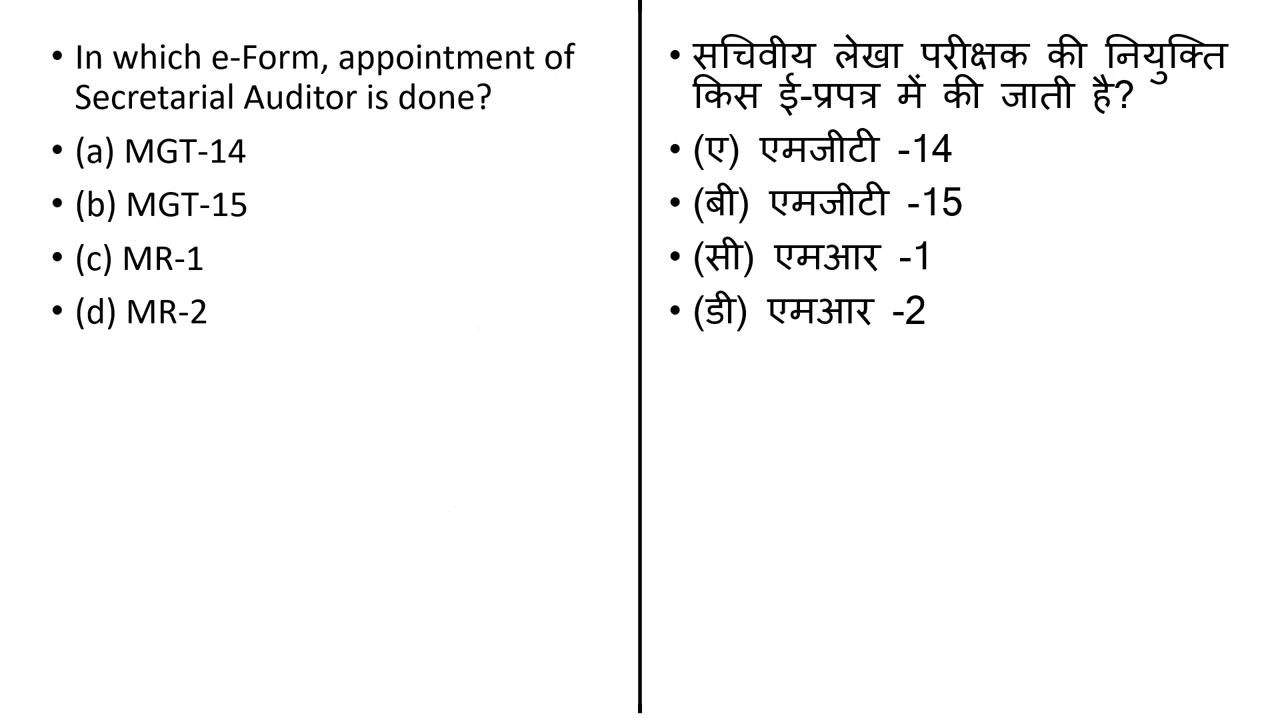 • In which e-Form, appointment of
Secretarial Auditor is done?
• (a) MGT-14
• (b) MGT-15
• (c) MR-1
• (d) MR-2
• सचिवीय लेखा परीक्षक की नियुक्ति
किस ई-प्रपत्र में की जाती है?
• (ए) एमजीटी -14
• (बी) एमजीटी -15
• (सी) एमआर -1
• (डी) एमआर -2